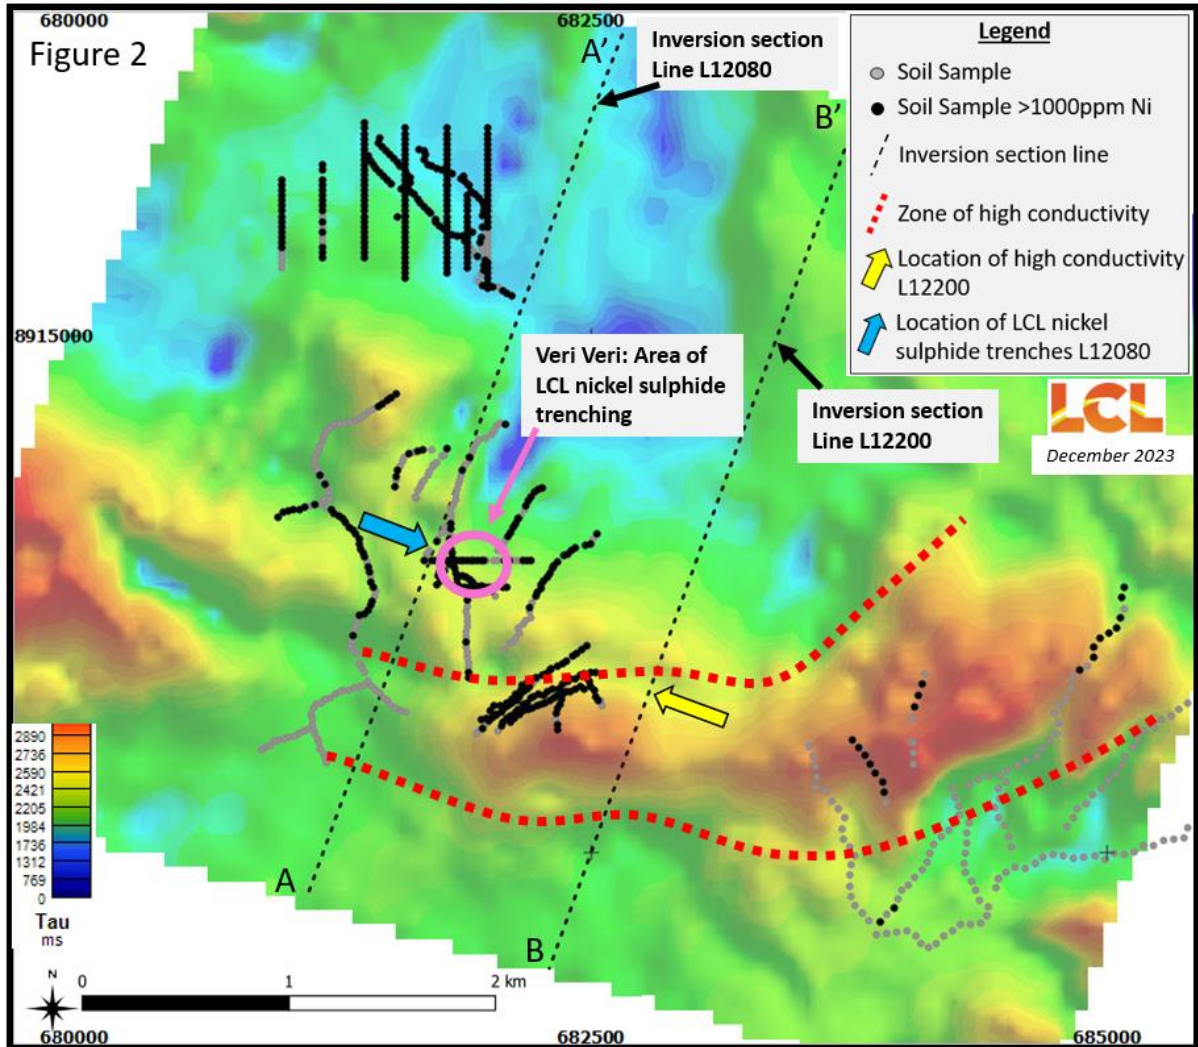 680000
682500
Figure 2
A'
Inversion section
Line L12080
B'
Legend
Soil Sample
Soil Sample >1000ppm Ni
Inversion section line
Zone of high conductivity
Location of high conductivity
L12200
Location of LCL nickel
sulphide trenches L12080
8915000
Veri Veri: Area of
LCL nickel sulphide
trenching
Inversion section
Line L12200
LCL
December 2023
2890
2736
2590
2421
2205
1984
1736
1312
769
0
Tau
ms
A
B
N
0
1
2 km
680000
682500
685000